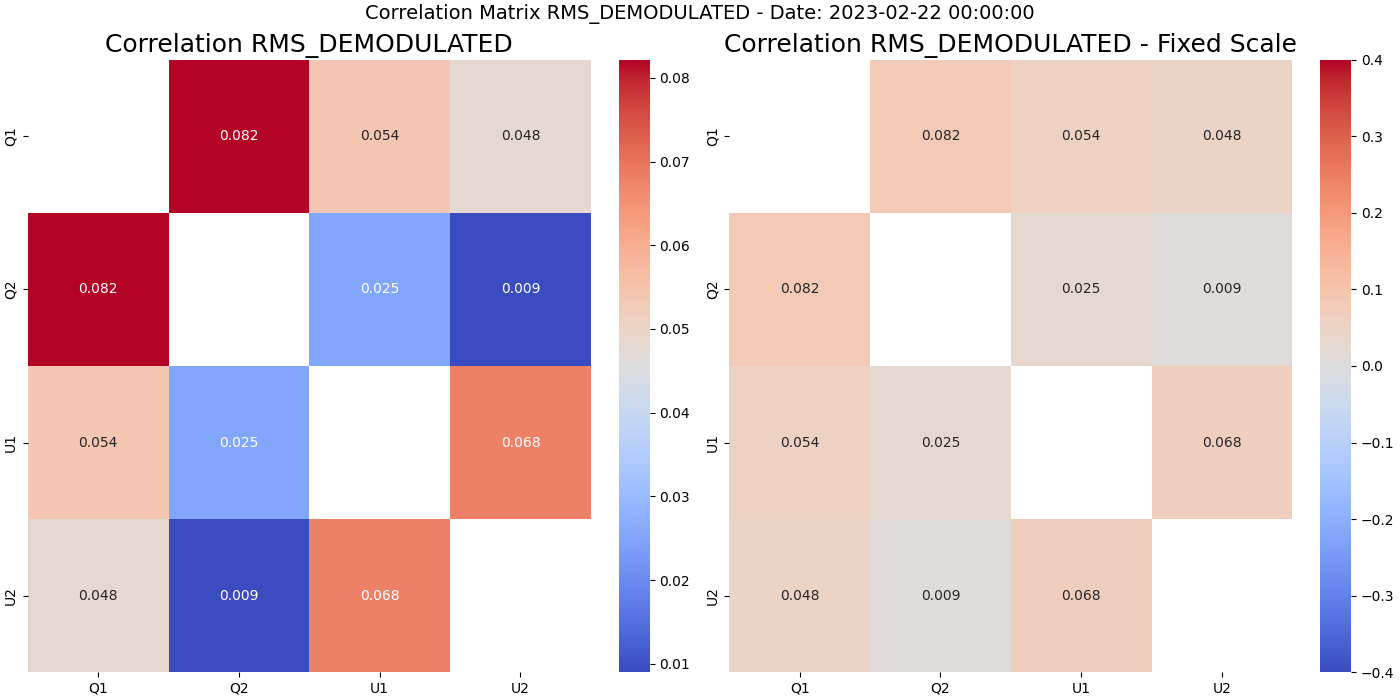 Correlation Matrix RMS_DEMODULATED - Date: 2023-02-22 00:00:00
Correlation RMS_DEMODULATED
Q1 0.082 0.054 0.048
Q2 0.082 0.025 0.009
U1 0.054 0.025 0.068
U2 0.048 0.009 0.068
Q1 Q2 U1 U2
0.08
0.07
0.06
0.05
0.04
0.03
0.02
0.01
Correlation RMS_DEMODULATED - Fixed Scale
Q1 0.082 0.054 0.048
Q2 0.082 0.025 0.009
U1 0.054 0.025 0.068
U2 0.048 0.009 0.068
Q1 Q2 U1 U2
0.4
0.3
0.2
0.1
0.0
−0.1
−0.2
−0.3
−0.4